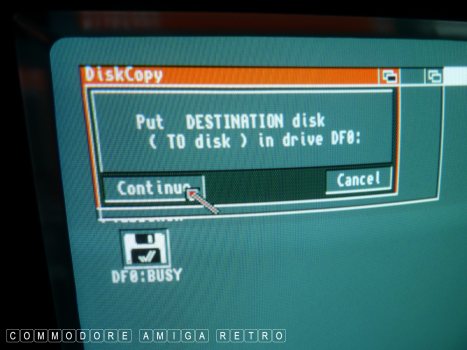 DiskCopy
Put DESTINATION disk
( TO disk ) in drive DF0:
Continue
Cancel
DF0:BUSY
COMMODORE AMIGA RETRO